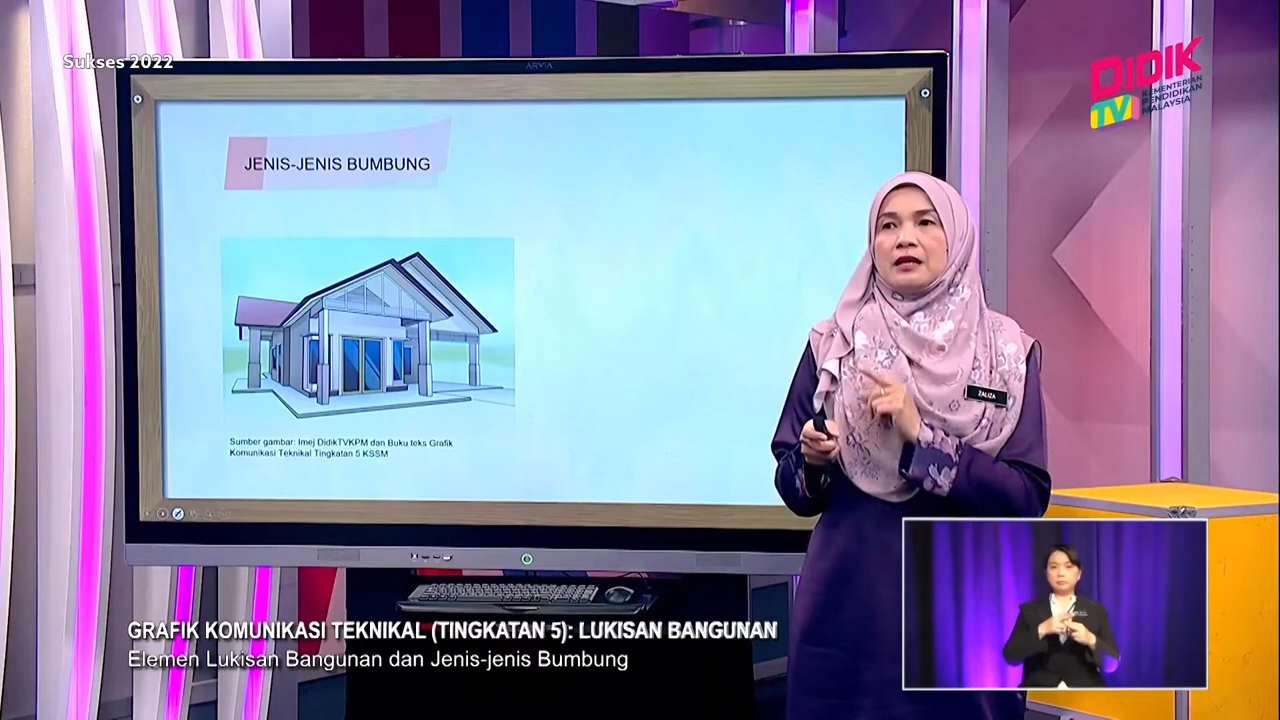 Sukses 2022
ARVIA
DIDIK
TV
KEMENTERIAN
PENDIDIKAN
MALAYSIA
JENIS-JENIS BUMBUNG
ZALIZA
Sumber gambar: Imej DidikTVKPM dan Buku teks Grafik
Komunikasi Teknikal Tingkatan 5 KSSM
GRAFIK KOMUNIKASI TEKNIKAL (TINGKATAN 5): LUKISAN BANGUNAN
Elemen Lukisan Bangunan dan Jenis-jenis Bumbung